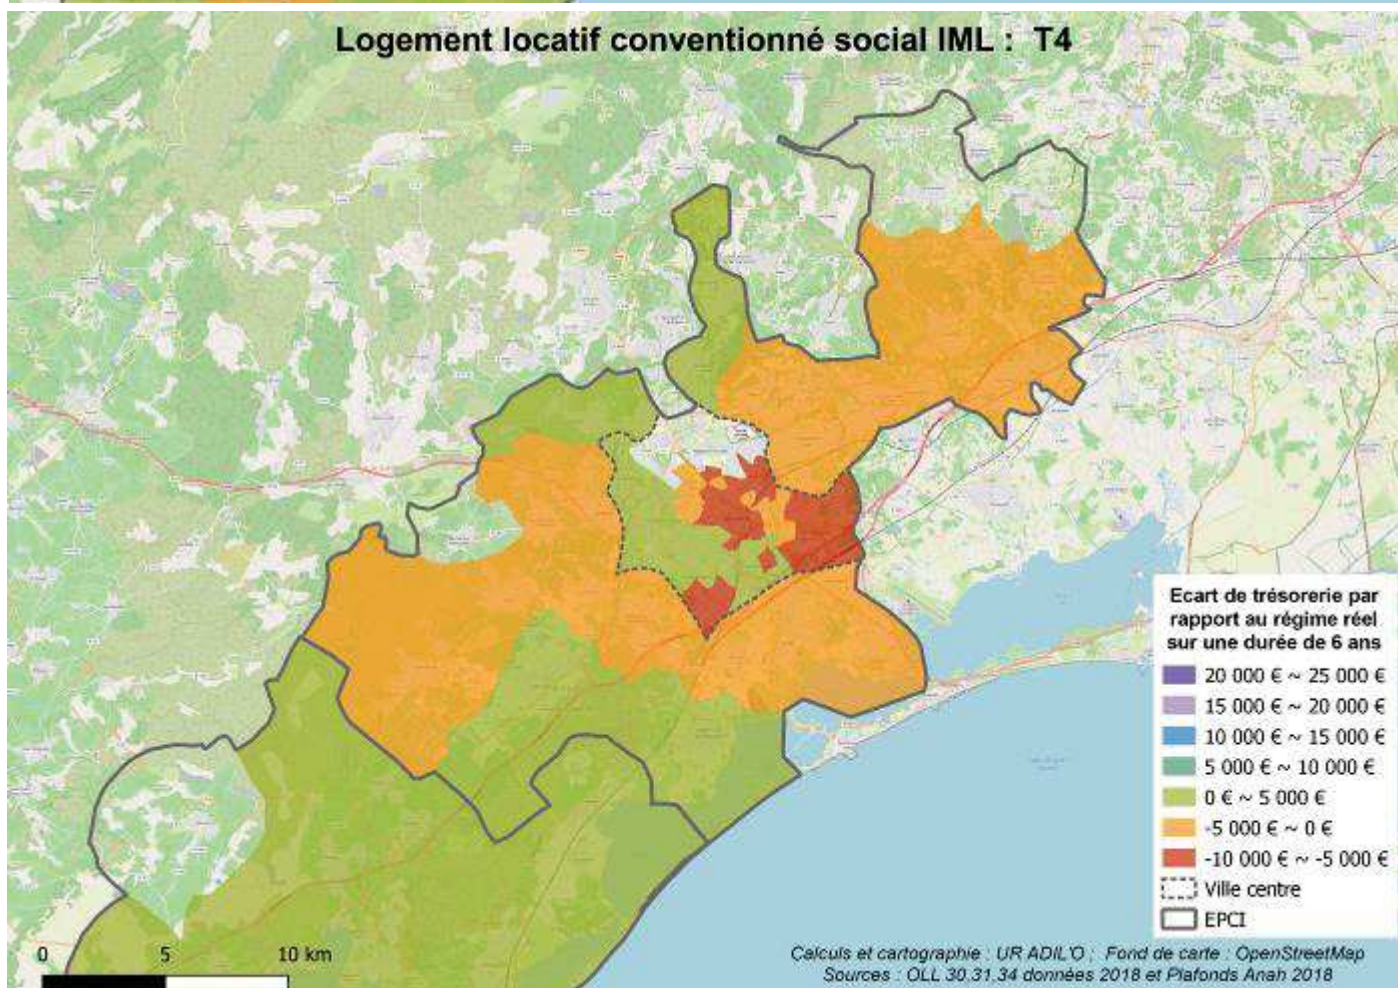 Logement locatif conventionné social IML : T4
Ecart de trésorerie par
rapport au régime réel
sur une durée de 6 ans
20 000 € ~ 25 000 €
15 000 € ~ 20 000 €
10 000 € ~ 15 000 €
5 000 € ~ 10 000 €
0 € ~ 5 000 €
-5 000 € ~ 0 €
-10 000 € ~ -5 000 €
Ville centre
EPCI
0 5 10 km
Calculs et cartographie : UR ADIL'O ; Fond de carte : OpenStreetMap
Sources : OLL 30,31,34 données 2018 et Plafonds Anah 2018